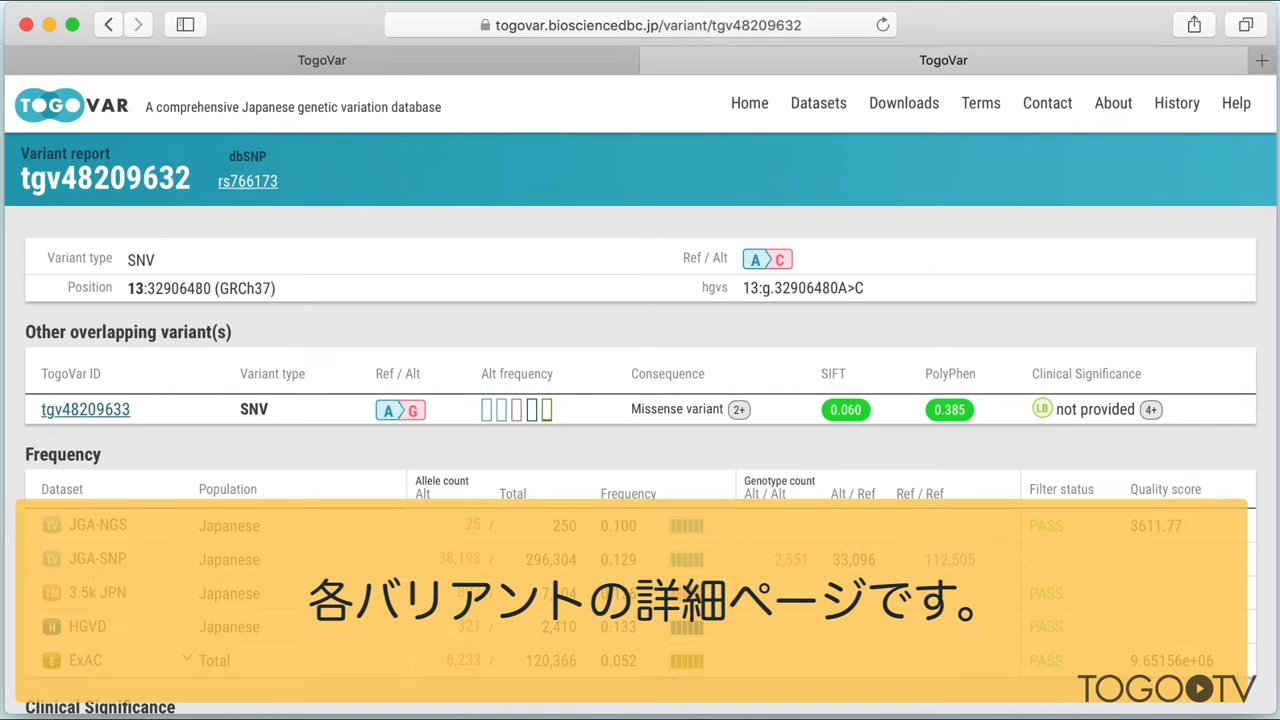 togovar.biosciencedbc.jp/variant/tgv48209632
TogoVar TogoVar
TOGOVAR A comprehensive Japanese genetic variation database Home Datasets Downloads Terms Contact About History Help
Variant report dbSNP
tgv48209632 rs766173
Variant type SNV Ref / Alt A C
Position 13:32906480 (GRCh37) hgvs 13:g.32906480A>C
Other overlapping variant(s)
TogoVar ID Variant type Ref / Alt Alt frequency Consequence SIFT PolyPhen Clinical Significance
tgv48209633 SNV A G Missense variant 2+ 0.060 0.385 LB not provided 4+
Frequency
Allele count Genotype count
Dataset Population Alt Total Frequency Alt / Alt Alt / Ref Ref / Ref Filter status Quality score
TV JGA-NGS Japanese 25 / 250 0.100 PASS 3611.77
TV JGA-SNP Japanese 38,198 / 296,304 0.129 2,551 33,096 112,505 -
TM 3.5k JPN Japanese PASS
H HGVD Japanese 321 / 2,410 0.133 PASS
E ExAC Total 6,233 / 120,366 0.052 PASS 9.65156e+06
各バリアントの詳細ページです。
Clinical Significance
TOGOTV